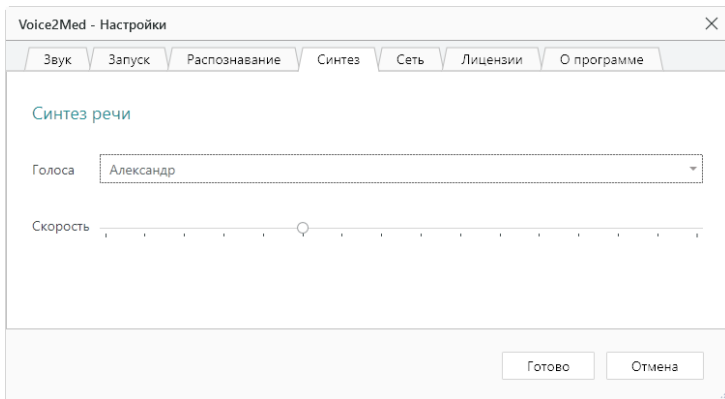 Voice2Med - Настройки
Звук Запуск Распознавание Синтез Сеть Лицензии О программе
Синтез речи
Голоса Александр
Скорость
Готово Отмена